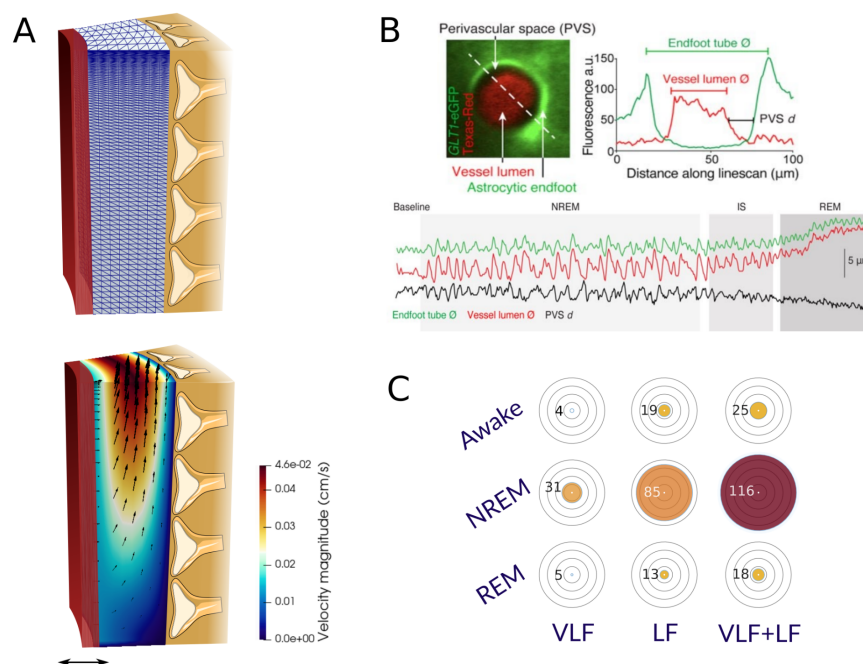 A
4.6e-02
0.04
0.03
0.02
0.01
0.0e+00
Velocity magnitude (cm/s)
B
Perivascular space (PVS)
GLT1-eGFP
Texas-Red
Vessel lumen
Astrocytic endfoot
Endfoot tube Ø
Vessel lumen Ø
PVS d
Fluorescence a.u.
150
100
50
0
0 50 100
Distance along linescan (µm)
Baseline NREM IS REM
5 µ
Endfoot tube Ø Vessel lumen Ø PVS d
C
Awake 4 19 25
NREM 31 85 116
REM 5 13 18
VLF LF VLF+LF